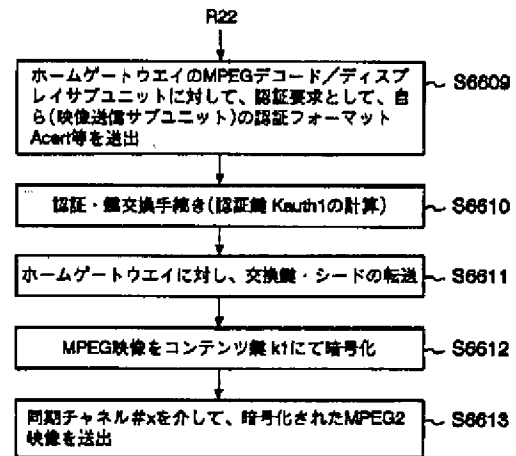 R22
ホームゲートウエイのMPEGデコード/ディスプ
レイサブユニットに対して、認証要求として、自
ら(映像送信サブユニット)の認証フォーマット
Acert等を送出
S6609
認証・鍵交換手続き(認証鍵 Kauth1の計算)
S6610
ホームゲートウエイに対し、交換鍵・シードの転送
S6611
MPEG映像をコンテンツ鍵 k1にて暗号化
S6612
同期チャネル#xを介して、暗号化されたMPEG2
映像を送出
S6613